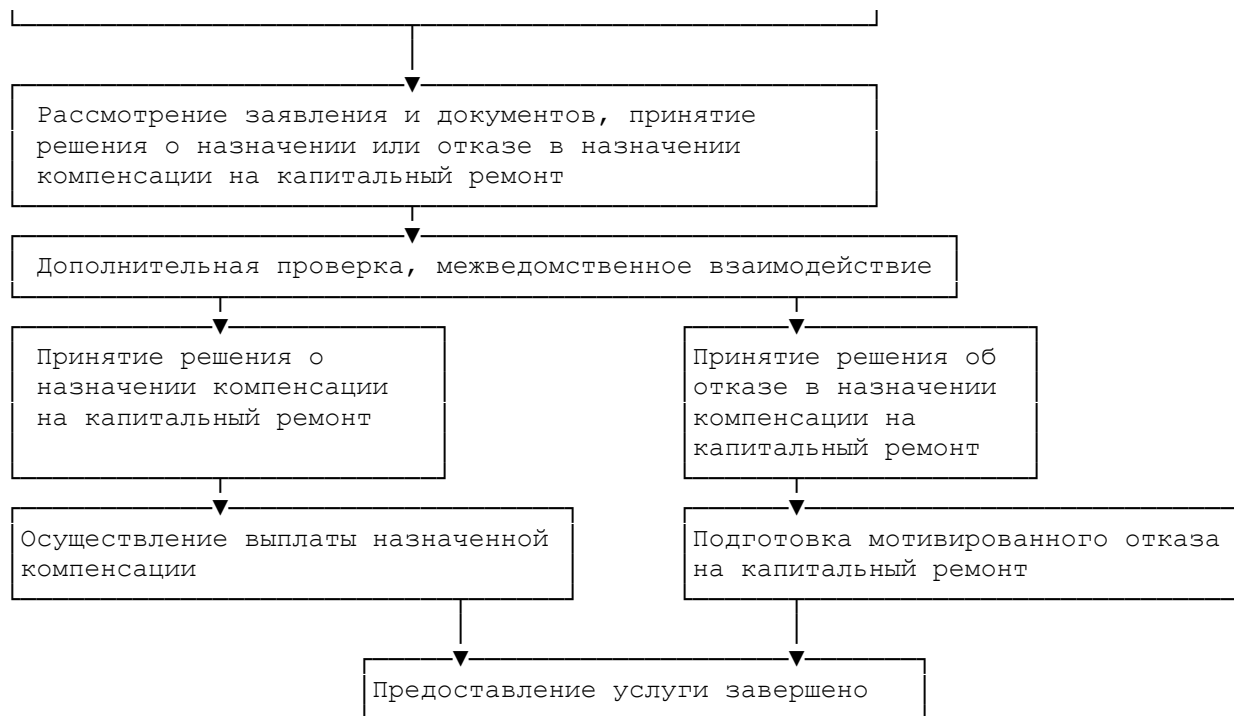 Рассмотрение заявления и документов, принятие
решения о назначении или отказе в назначении
компенсации на капитальный ремонт
Дополнительная проверка, межведомственное взаимодействие
Принятие решения о
назначении компенсации
на капитальный ремонт
Принятие решения об
отказе в назначении
компенсации на
капитальный ремонт
Осуществление выплаты назначенной
компенсации
Подготовка мотивированного отказа
на капитальный ремонт
Предоставление услуги завершено